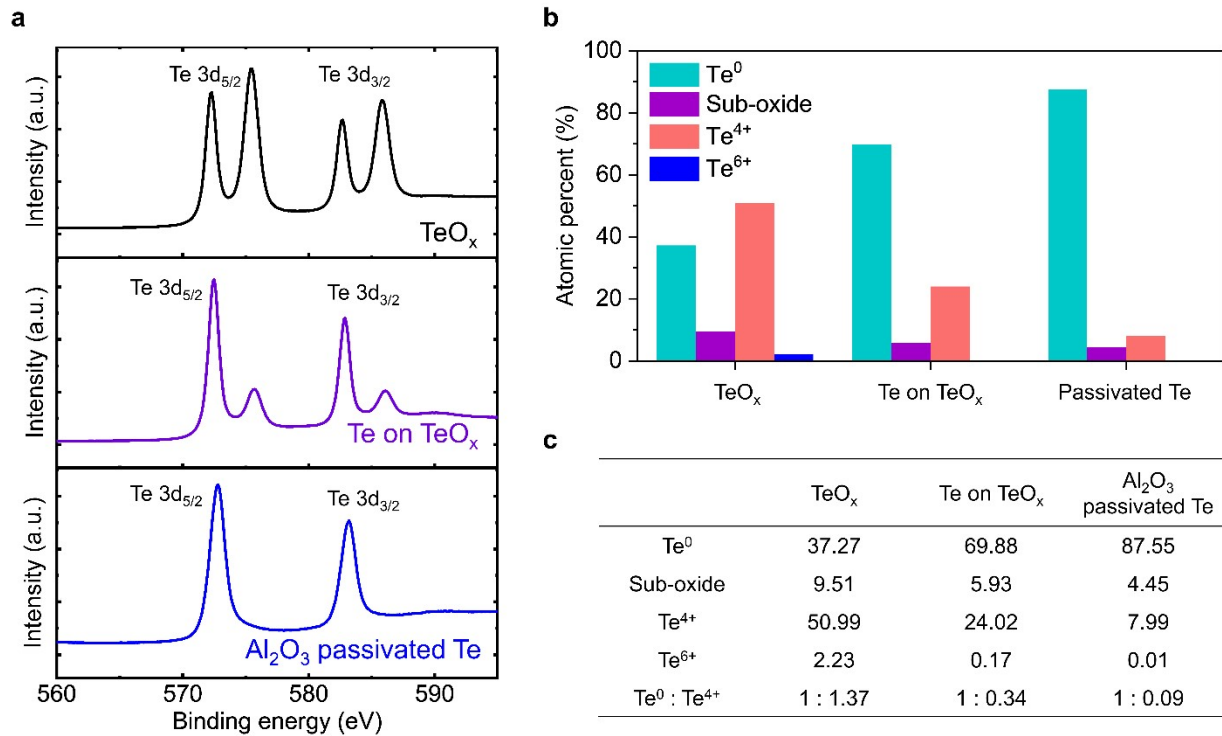 a
Te 3d5/2
Te 3d3/2
Intensity (a.u.)
TeOx
Te 3d5/2
Te 3d3/2
Intensity (a.u.)
Te on TeOx
Te 3d5/2
Te 3d3/2
Intensity (a.u.)
Al2O3 passivated Te
560 570 580 590
Binding energy (eV)
b
100
80
60
40
20
0
Atomic percent (%)
Te⁰
Sub-oxide
Te⁴⁺
Te⁶⁺
TeOx Te on TeOx Passivated Te
c
TeOx Te on TeOx Al2O3
passivated Te
Te⁰ 37.27 69.88 87.55
Sub-oxide 9.51 5.93 4.45
Te⁴⁺ 50.99 24.02 7.99
Te⁶⁺ 2.23 0.17 0.01
Te⁰ : Te⁴⁺ 1 : 1.37 1 : 0.34 1 : 0.09